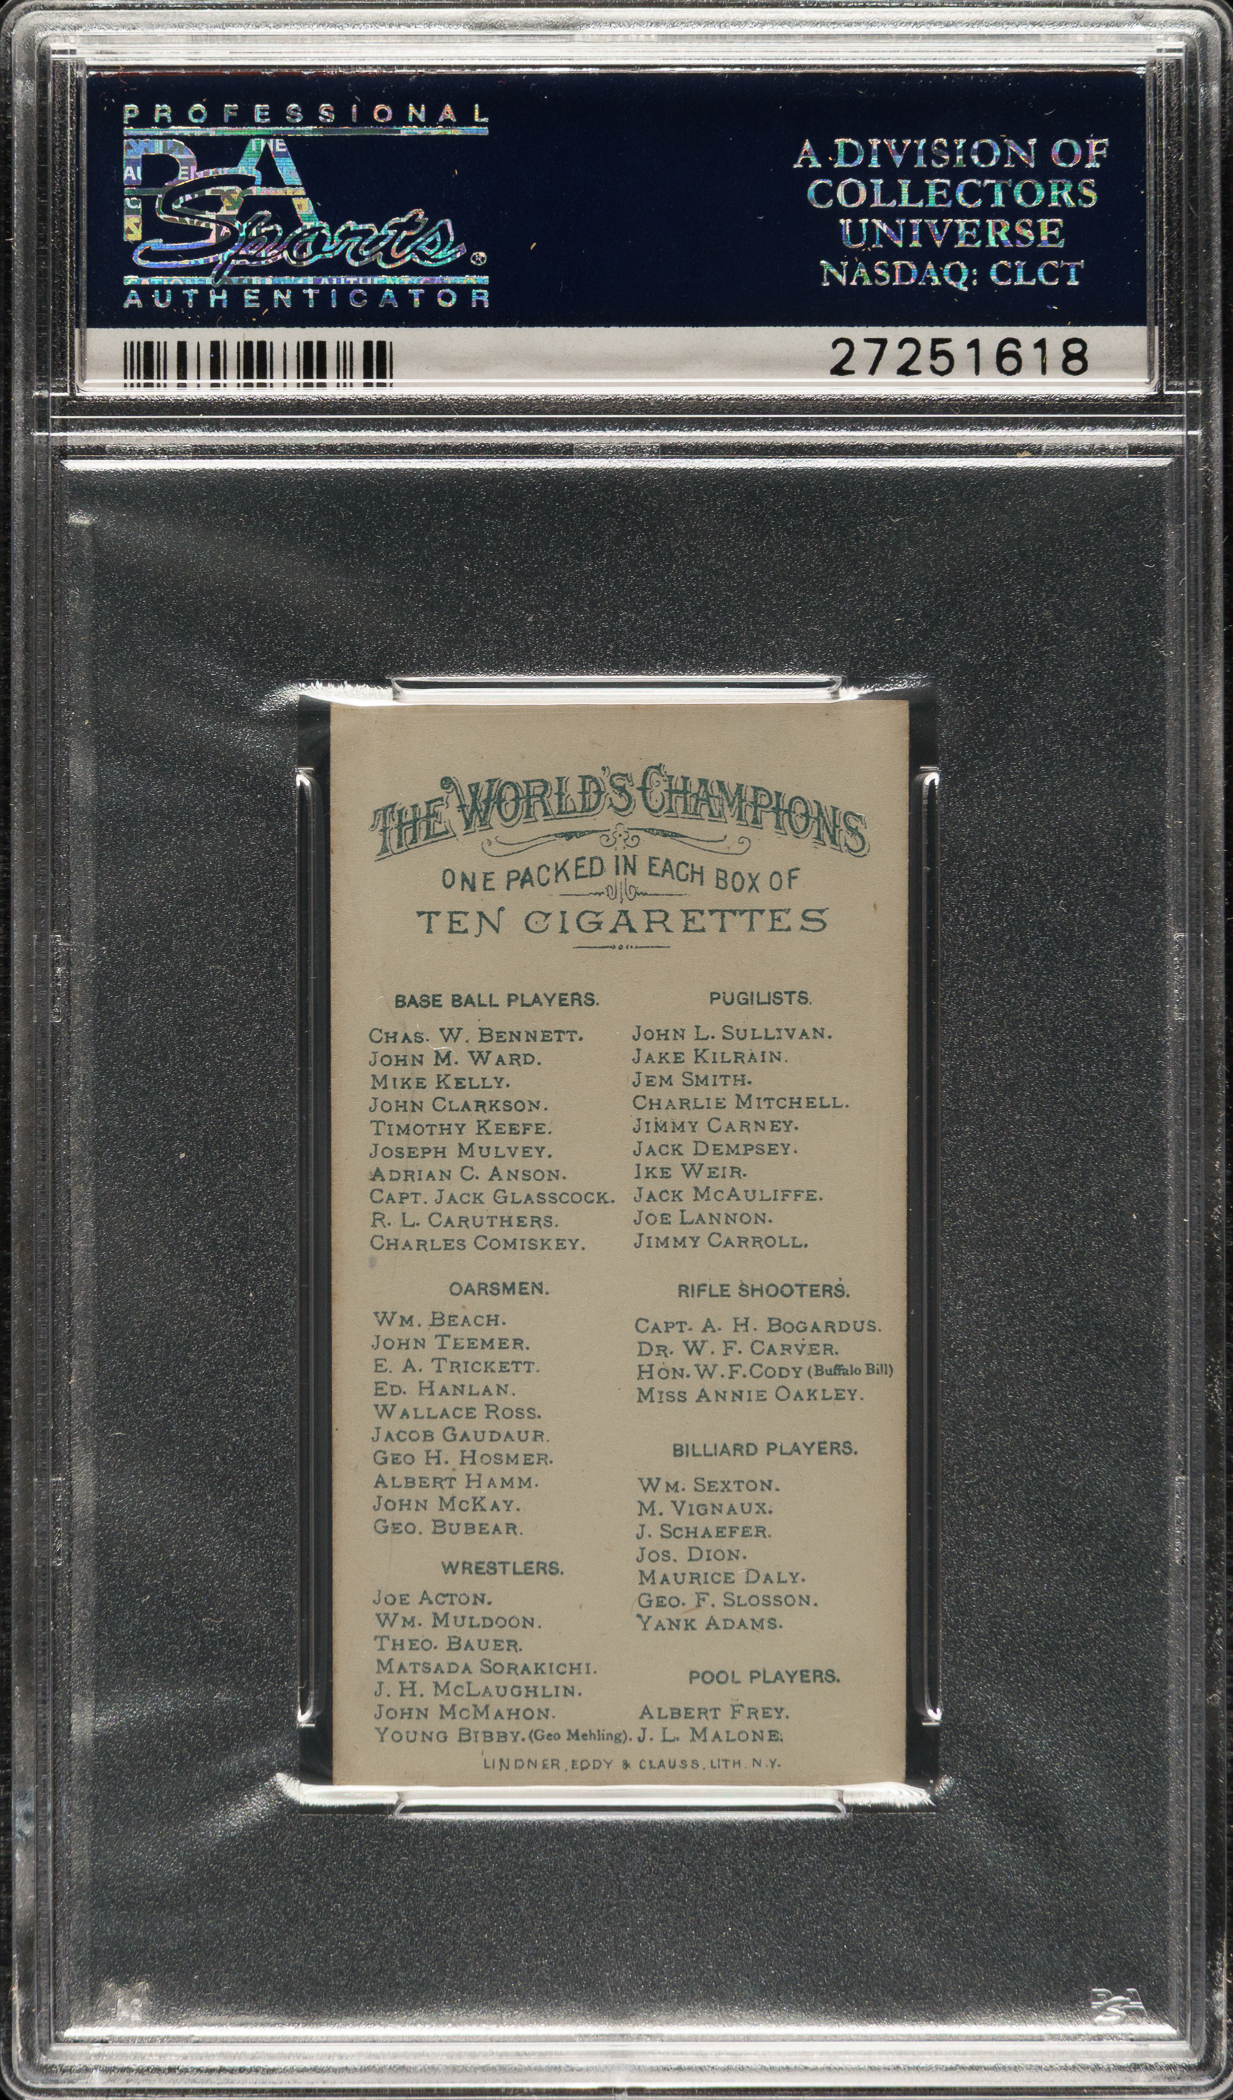 PROFESSIONAL
PSA
Sports®
AUTHENTICATOR
A DIVISION OF
COLLECTORS
UNIVERSE
NASDAQ: CLCT
27251618
THE WORLD'S CHAMPIONS
ONE PACKED IN EACH BOX OF
TEN CIGARETTES
BASE BALL PLAYERS.
CHAS. W. BENNETT.
JOHN M. WARD.
MIKE KELLY.
JOHN CLARKSON.
TIMOTHY KEEFE.
JOSEPH MULVEY.
ADRIAN C. ANSON.
CAPT. JACK GLASSCOCK.
R. L. CARUTHERS.
CHARLES COMISKEY.
OARSMEN.
WM. BEACH.
JOHN TEEMER.
E. A. TRICKETT.
ED. HANLAN.
WALLACE ROSS.
JACOB GAUDAUR.
GEO H. HOSMER.
ALBERT HAMM.
JOHN MCKAY.
GEO. BUBEAR.
WRESTLERS.
JOE ACTON.
WM. MULDOON.
THEO. BAUER.
MATSADA SORAKICHI.
J. H. MCLAUGHLIN.
JOHN MCMAHON.
YOUNG BIBBY. (Geo Mehling).
PUGILISTS.
JOHN L. SULLIVAN.
JAKE KILRAIN.
JEM SMITH.
CHARLIE MITCHELL.
JIMMY CARNEY.
JACK DEMPSEY.
IKE WEIR.
JACK MCAULIFFE.
JOE LANNON.
JIMMY CARROLL.
RIFLE SHOOTERS.
CAPT. A. H. BOGARDUS.
DR. W. F. CARVER.
HON. W. F. CODY (Buffalo Bill)
MISS ANNIE OAKLEY.
BILLIARD PLAYERS.
WM. SEXTON.
M. VIGNAUX.
J. SCHAEFER.
JOS. DION.
MAURICE DALY.
GEO. F. SLOSSON.
YANK ADAMS.
POOL PLAYERS.
ALBERT FREY.
J. L. MALONE.
LINDNER, EDDY & CLAUSS, LITH. N.Y.
PSA